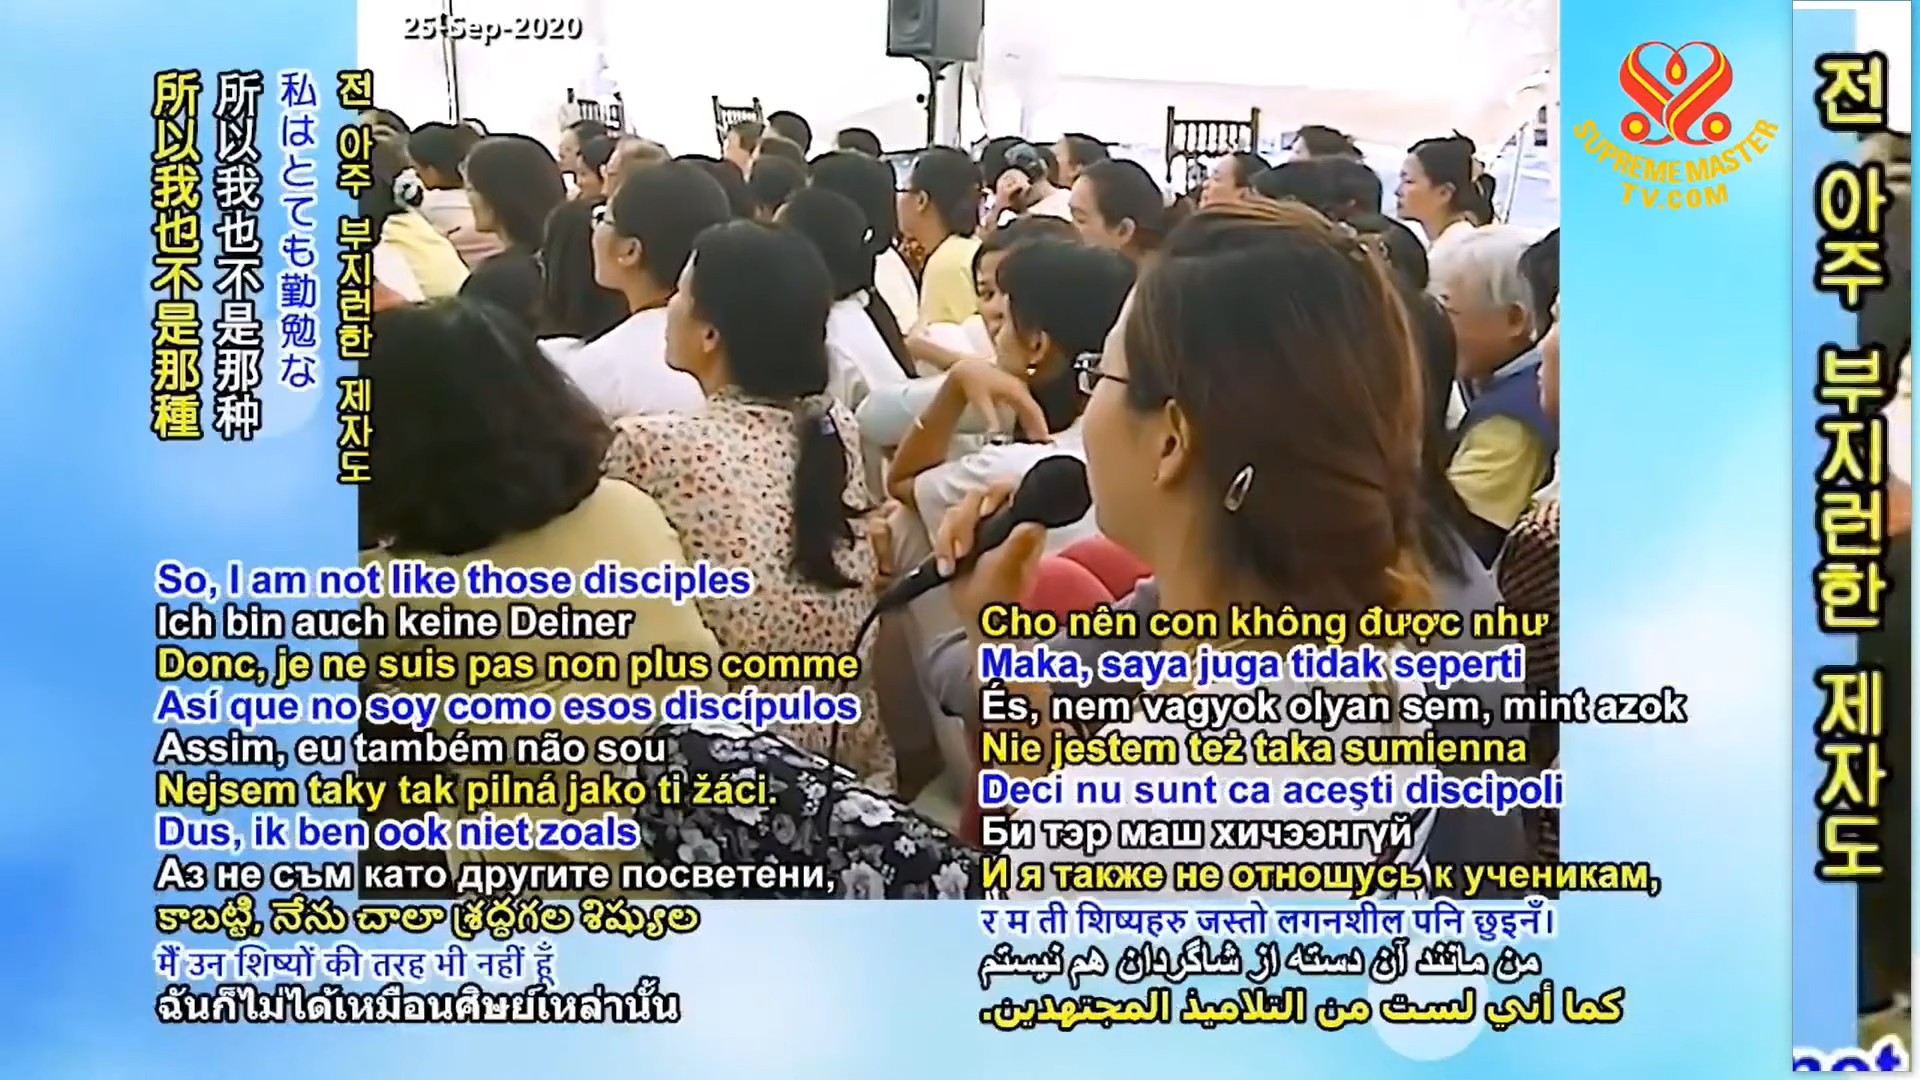 25-Sep-2020
SUPREME MASTER
TV.COM
所以我也不是那種
所以我也不是那种
私はとても勤勉な
전 아주 부지런한 제자도
So, I am not like those disciples
Ich bin auch keine Deiner
Donc, je ne suis pas non plus comme
Así que no soy como esos discípulos
Assim, eu também não sou
Nejsem taky tak pilná jako ti žáci.
Dus, ik ben ook niet zoals
Аз не съм като другите посветени,
కాబట్టి, నేను చాలా శ్రద్ధగల శిష్యుల
मैं उन शिष्यों की तरह भी नहीं हूँ
ฉันก็ไม่ได้เหมือนศิษย์เหล่านั้น
Cho nên con không được như
Maka, saya juga tidak seperti
És, nem vagyok olyan sem, mint azok
Nie jestem też taka sumienna
Deci nu sunt ca acești discipoli
Би тэр маш хичээнгүй
И я также не отношусь к ученикам,
र म ती शिष्यहरु जस्तो लगनशील पनि छुइनँ।
من مانند آن دسته از شاگردان هم نیستم
كما أني لست من التلاميذ المجتهدين.
전 아주 부지런한 제자도
not